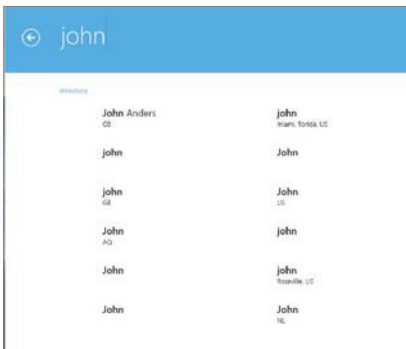 john
directory
John Anders
GB
john
miami, florida, US
john
John
john
GB
John
US
John
AQ
john
John
john
Roseville, US
John
John
NL